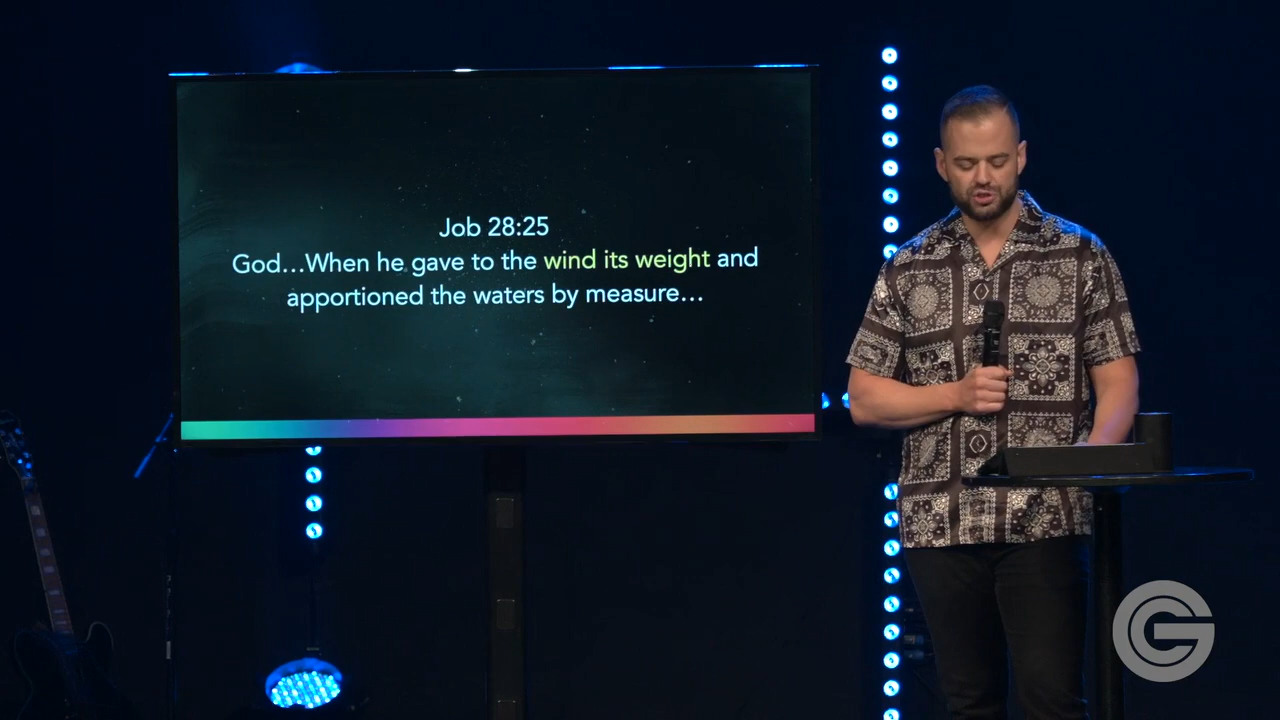 Job 28:25
God...When he gave to the wind its weight and
apportioned the waters by measure...